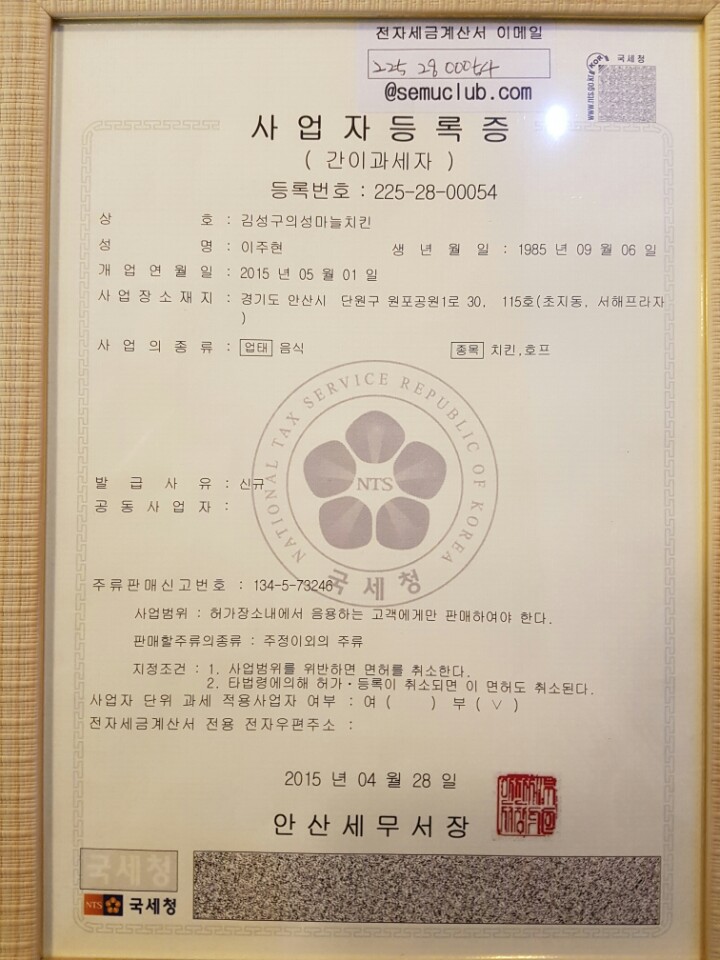 전자세금계산서 이메일
225 28 00054
@semuclub.com
국세청
www.nts.go.kr
사업자등록증
( 간이과세자 )
등록번호 : 225-28-00054
상 호 : 김성구의성마늘치킨
성 명 : 이주현 생 년 월 일 : 1985 년 09 월 06 일
개 업 연 월 일 : 2015 년 05 월 01 일
사 업 장 소 재 지 : 경기도 안산시 단원구 원포공원1로 30, 115호(초지동, 서해프라자
)
사 업 의 종 류 : 업태 음식 종목 치킨,호프
NATIONAL TAX SERVICE REPUBLIC OF KOREA
NTS
국세청
발 급 사 유 : 신규
공 동 사 업 자 :
주류판매신고번호 : 134-5-73246
사업범위 : 허가장소내에서 음용하는 고객에게만 판매하여야 한다.
판매할주류의종류 : 주정이외의 주류
지정조건 : 1. 사업범위를 위반하면 면허를 취소한다.
2. 타법령에의해 허가·등록이 취소되면 이 면허도 취소된다.
사업자 단위 과세 적용사업자 여부 : 여 ( ) 부 ( ∨ )
전자세금계산서 전용 전자우편주소 :
2015 년 04 월 28 일
안산세무서장
국세청
NTS 국세청